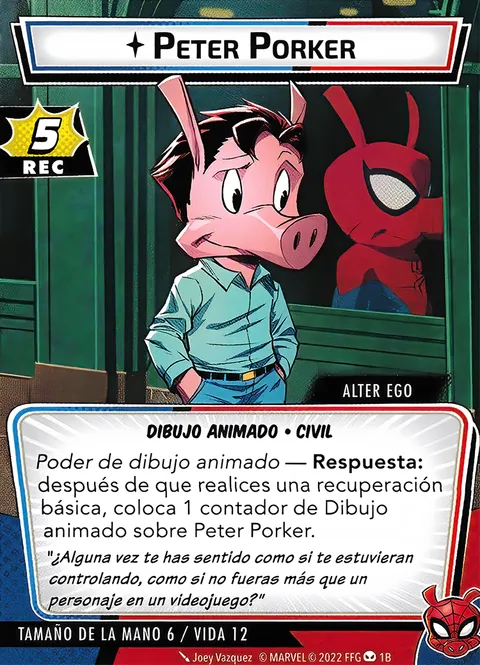 PETER PORKER
5
REC
ALTER EGO
DIBUJO ANIMADO • CIVIL
Poder de dibujo animado — Respuesta:
después de que realices una recuperación
básica, coloca 1 contador de Dibujo
animado sobre Peter Porker.
"¿Alguna vez te has sentido como si te estuvieran
controlando, como si no fueras más que un
personaje en un videojuego?"
TAMAÑO DE LA MANO 6 / VIDA 12
Joey Vazquez © MARVEL © 2022 FFG 1B